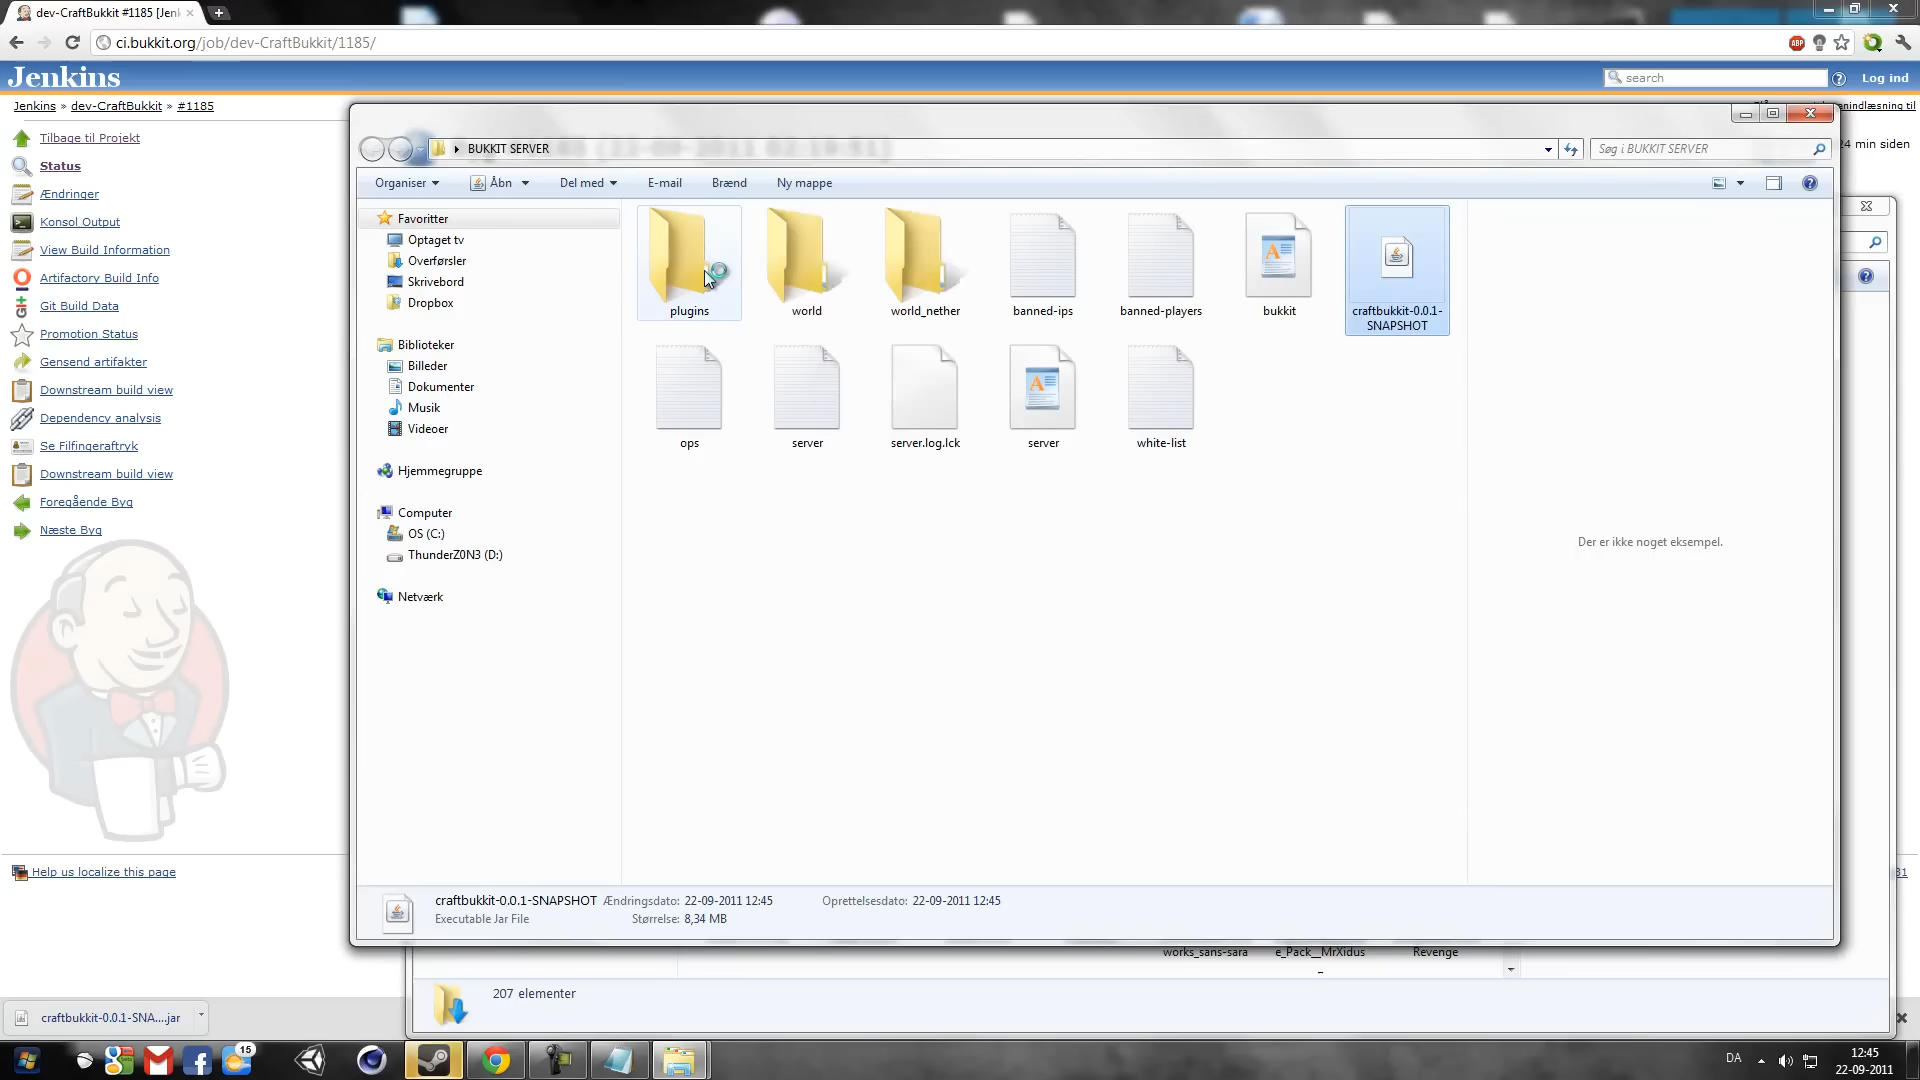 dev-CraftBukkit #1185 [Jen
ci.bukkit.org/job/dev-CraftBukkit/1185/
ABP
Jenkins
search
Log ind
Jenkins » dev-CraftBukkit » #1185
Tilbage til Projekt
Status
Ændringer
Konsol Output
View Build Information
Artifactory Build Info
Git Build Data
Promotion Status
Gensend artifakter
Downstream build view
Dependency analysis
Se Filfingeraftryk
Downstream build view
Foregående Byg
Næste Byg
Help us localize this page
enindlæsning til
24 min siden
BUKKIT SERVER
Søg i BUKKIT SERVER
Organiser
Åbn
Del med
E-mail
Brænd
Ny mappe
Favoritter
Optaget tv
Overførsler
Skrivebord
Dropbox
Biblioteker
Billeder
Dokumenter
Musik
Videoer
Hjemmegruppe
Computer
OS (C:)
ThunderZ0N3 (D:)
Netværk
plugins
world
world_nether
banned-ips
banned-players
bukkit
craftbukkit-0.0.1-
SNAPSHOT
ops
server
server.log.lck
server
white-list
Der er ikke noget eksempel.
craftbukkit-0.0.1-SNAPSHOT Ændringsdato: 22-09-2011 12:45 Oprettelsesdato: 22-09-2011 12:45
Executable Jar File Størrelse: 8,34 MB
works_sans-sara
e_Pack__MrXidus
_
Revenge
207 elementer
craftbukkit-0.0.1-SNA....jar
15
DA
12:45
22-09-2011